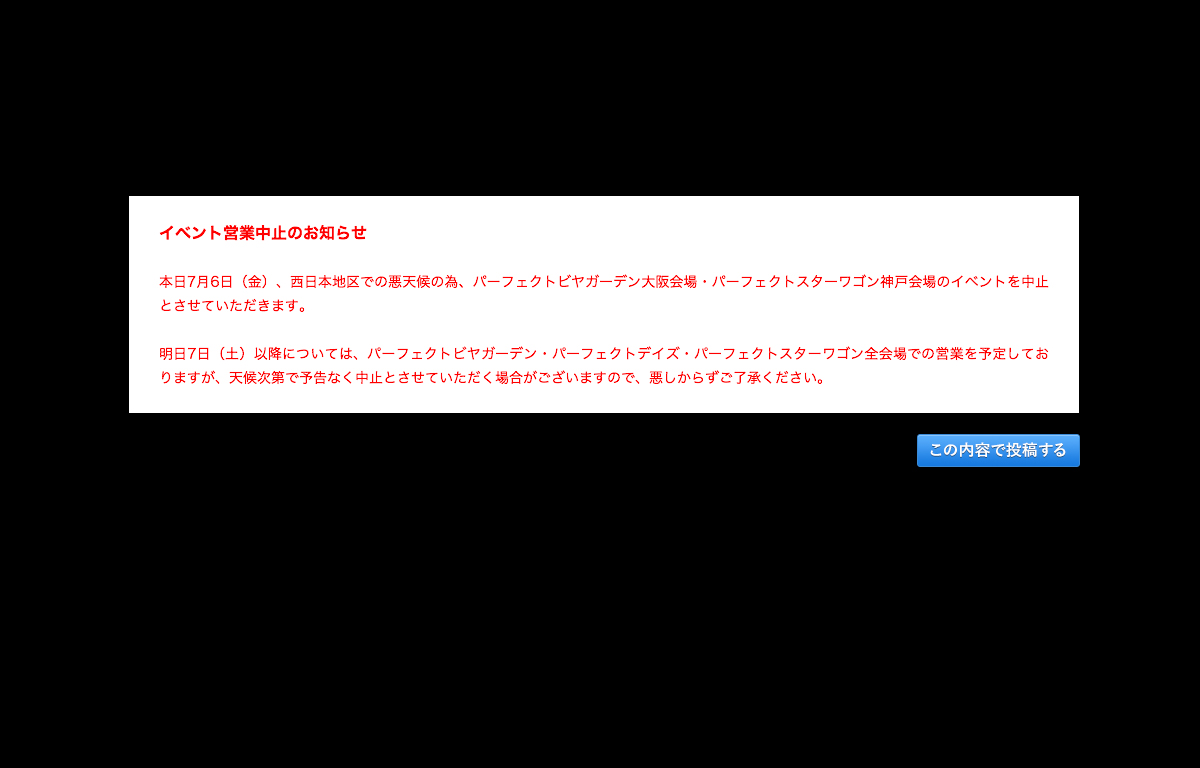 イベント営業中止のお知らせ
本日7月6日（金）、西日本地区での悪天候の為、パーフェクトビヤガーデン大阪会場・パーフェクトスターワゴン神戸会場のイベントを中止
とさせていただきます。
明日7日（土）以降については、パーフェクトビヤガーデン・パーフェクトデイズ・パーフェクトスターワゴン全会場での営業を予定してお
りますが、天候次第で予告なく中止とさせていただく場合がございますので、悪しからずご了承ください。
この内容で投稿する